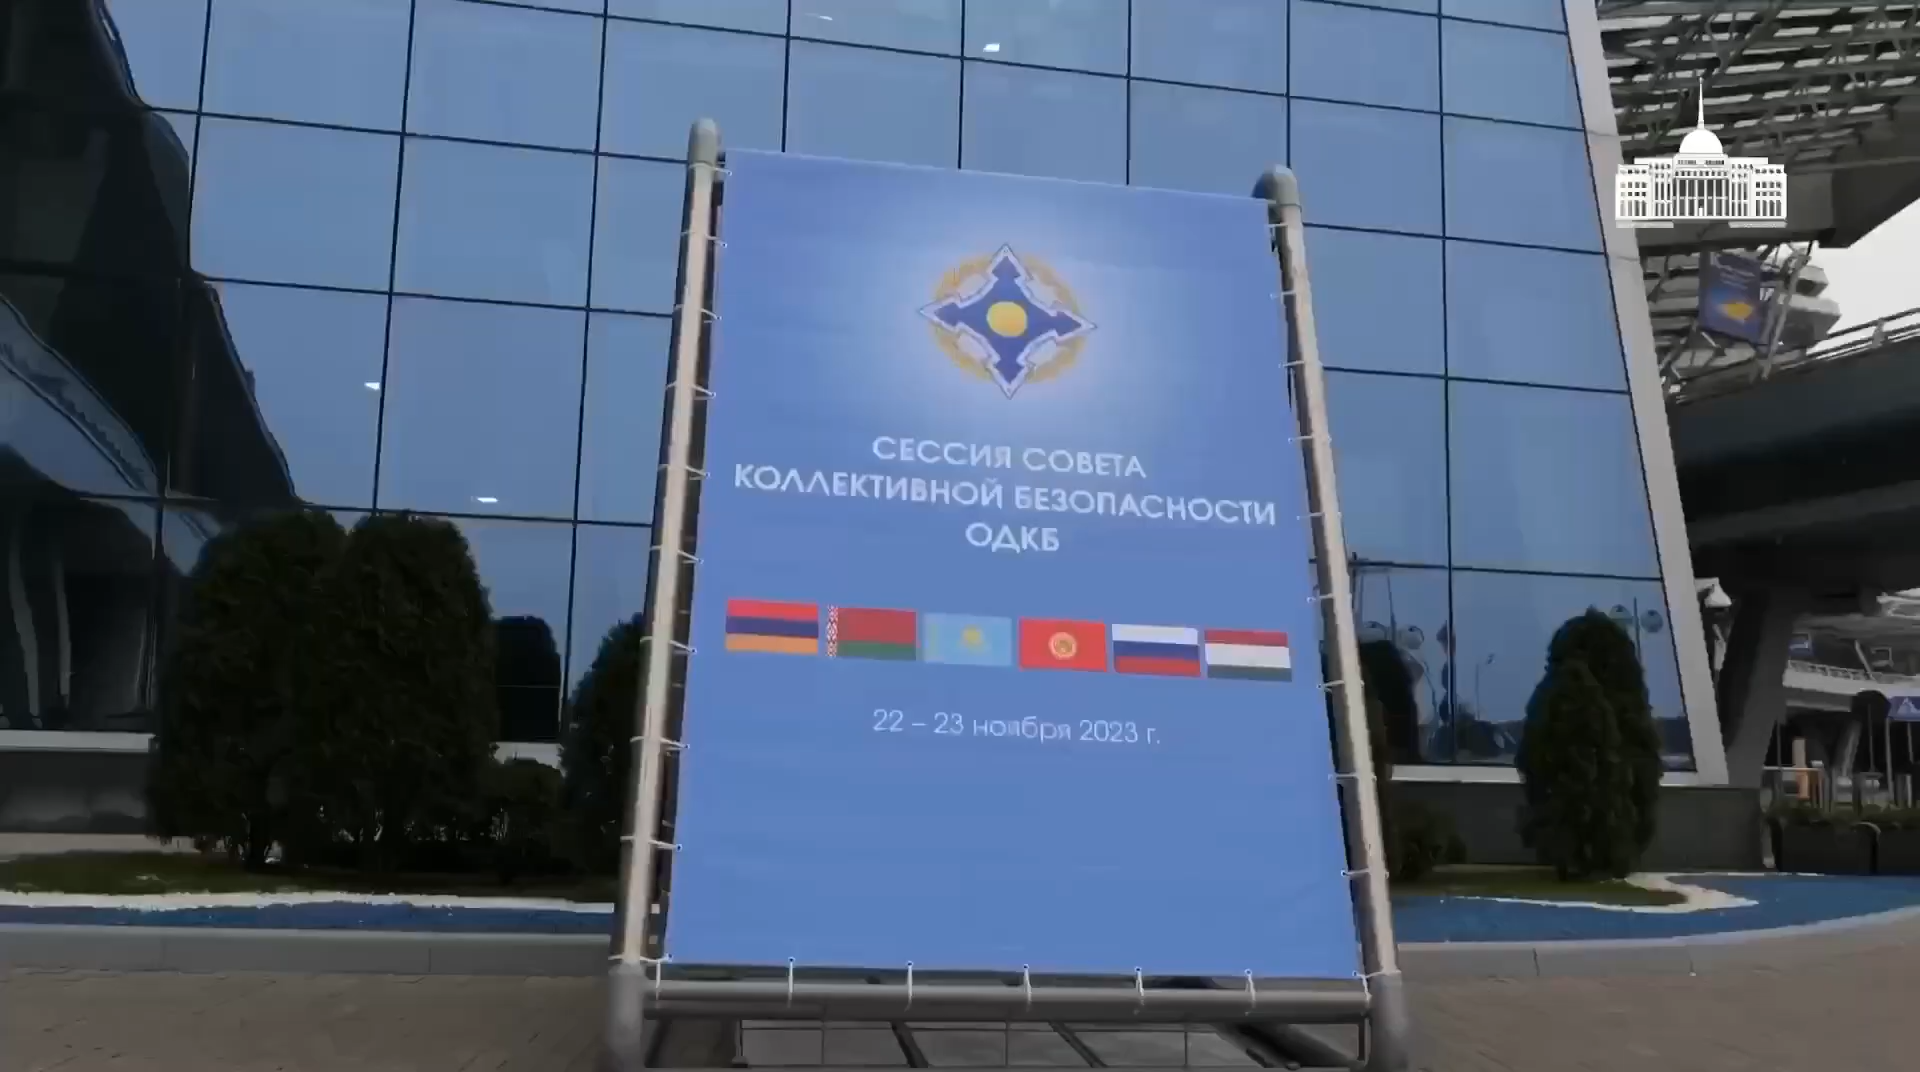 СЕССИЯ СОВЕТА
КОЛЛЕКТИВНОЙ БЕЗОПАСНОСТИ
ОДКБ
22 – 23 ноября 2023 г.